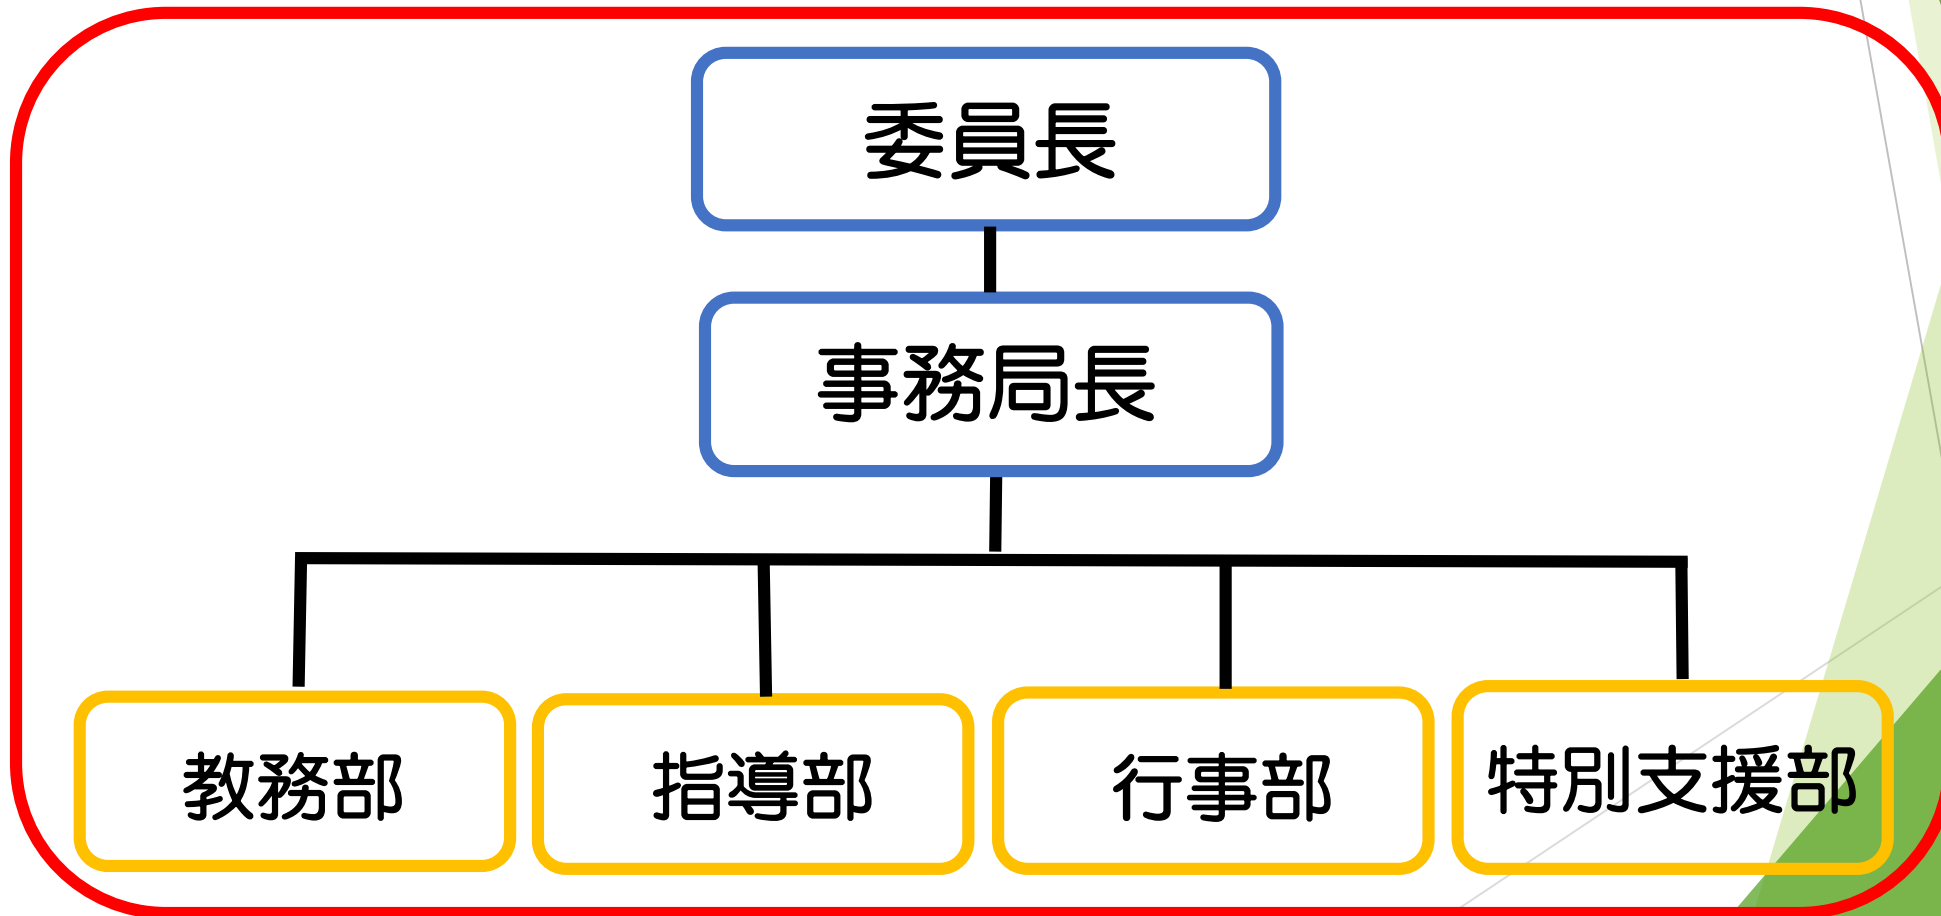 委員長
事務局長
教務部
指導部
行事部
特別支援部